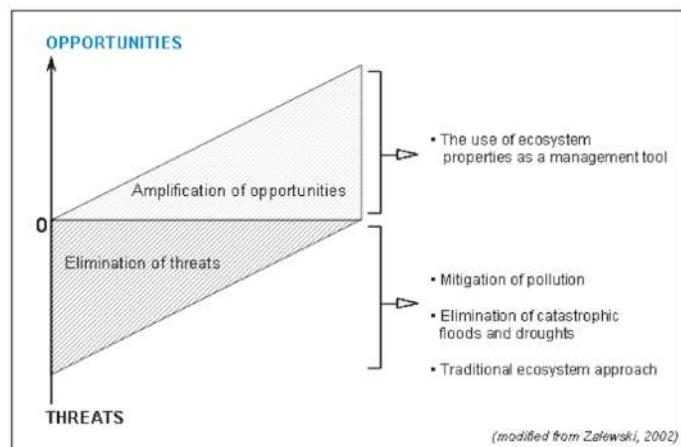 OPPORTUNITIES
▪ The use of ecosystem
properties as a management tool
Amplification of opportunities
0
Elimination of threats
▪ Mitigation of pollution
▪ Elimination of catastrophic
floods and droughts
▪ Traditional ecosystem approach
THREATS
(modified from Zalewski, 2002)